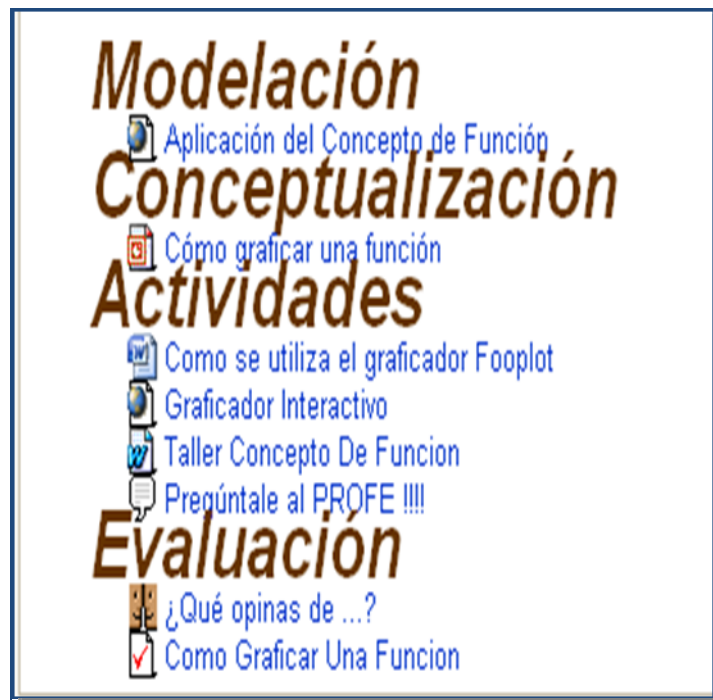 Modelación
Aplicación del Concepto de Función
Conceptualización
Cómo graficar una función
Actividades
Como se utiliza el graficador Fooplot
Graficador Interactivo
Taller Concepto De Funcion
Pregúntale al PROFE !!!!
Evaluación
¿Qué opinas de ...?
Como Graficar Una Funcion